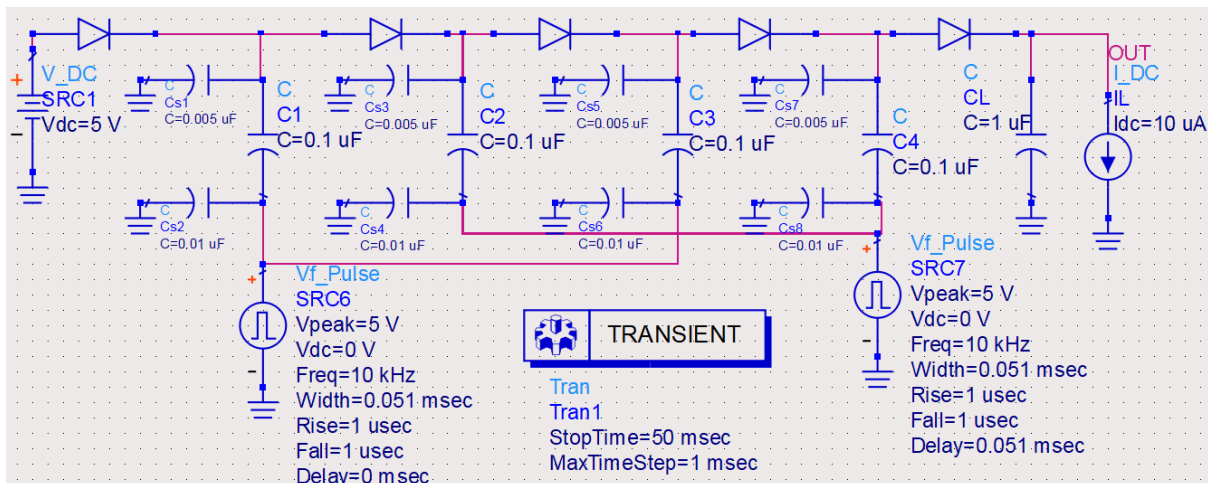 V_DC
SRC1
Vdc=5 V
C
Cs1
C=0.005 uF
C
C1
C=0.1 uF
C
Cs2
C=0.01 uF
C
Cs3
C=0.005 uF
C
C2
C=0.1 uF
C
Cs4
C=0.01 uF
C
Cs5
C=0.005 uF
C
C3
C=0.1 uF
C
Cs6
C=0.01 uF
C
Cs7
C=0.005 uF
C
C4
C=0.1 uF
C
Cs8
C=0.01 uF
C
CL
C=1 uF
OUT
I_DC
IL
Idc=10 uA
Vf_Pulse
SRC6
Vpeak=5 V
Vdc=0 V
Freq=10 kHz
Width=0.051 msec
Rise=1 usec
Fall=1 usec
Delay=0 msec
TRANSIENT
Tran
Tran1
StopTime=50 msec
MaxTimeStep=1 msec
Vf_Pulse
SRC7
Vpeak=5 V
Vdc=0 V
Freq=10 kHz
Width=0.051 msec
Rise=1 usec
Fall=1 usec
Delay=0.051 msec